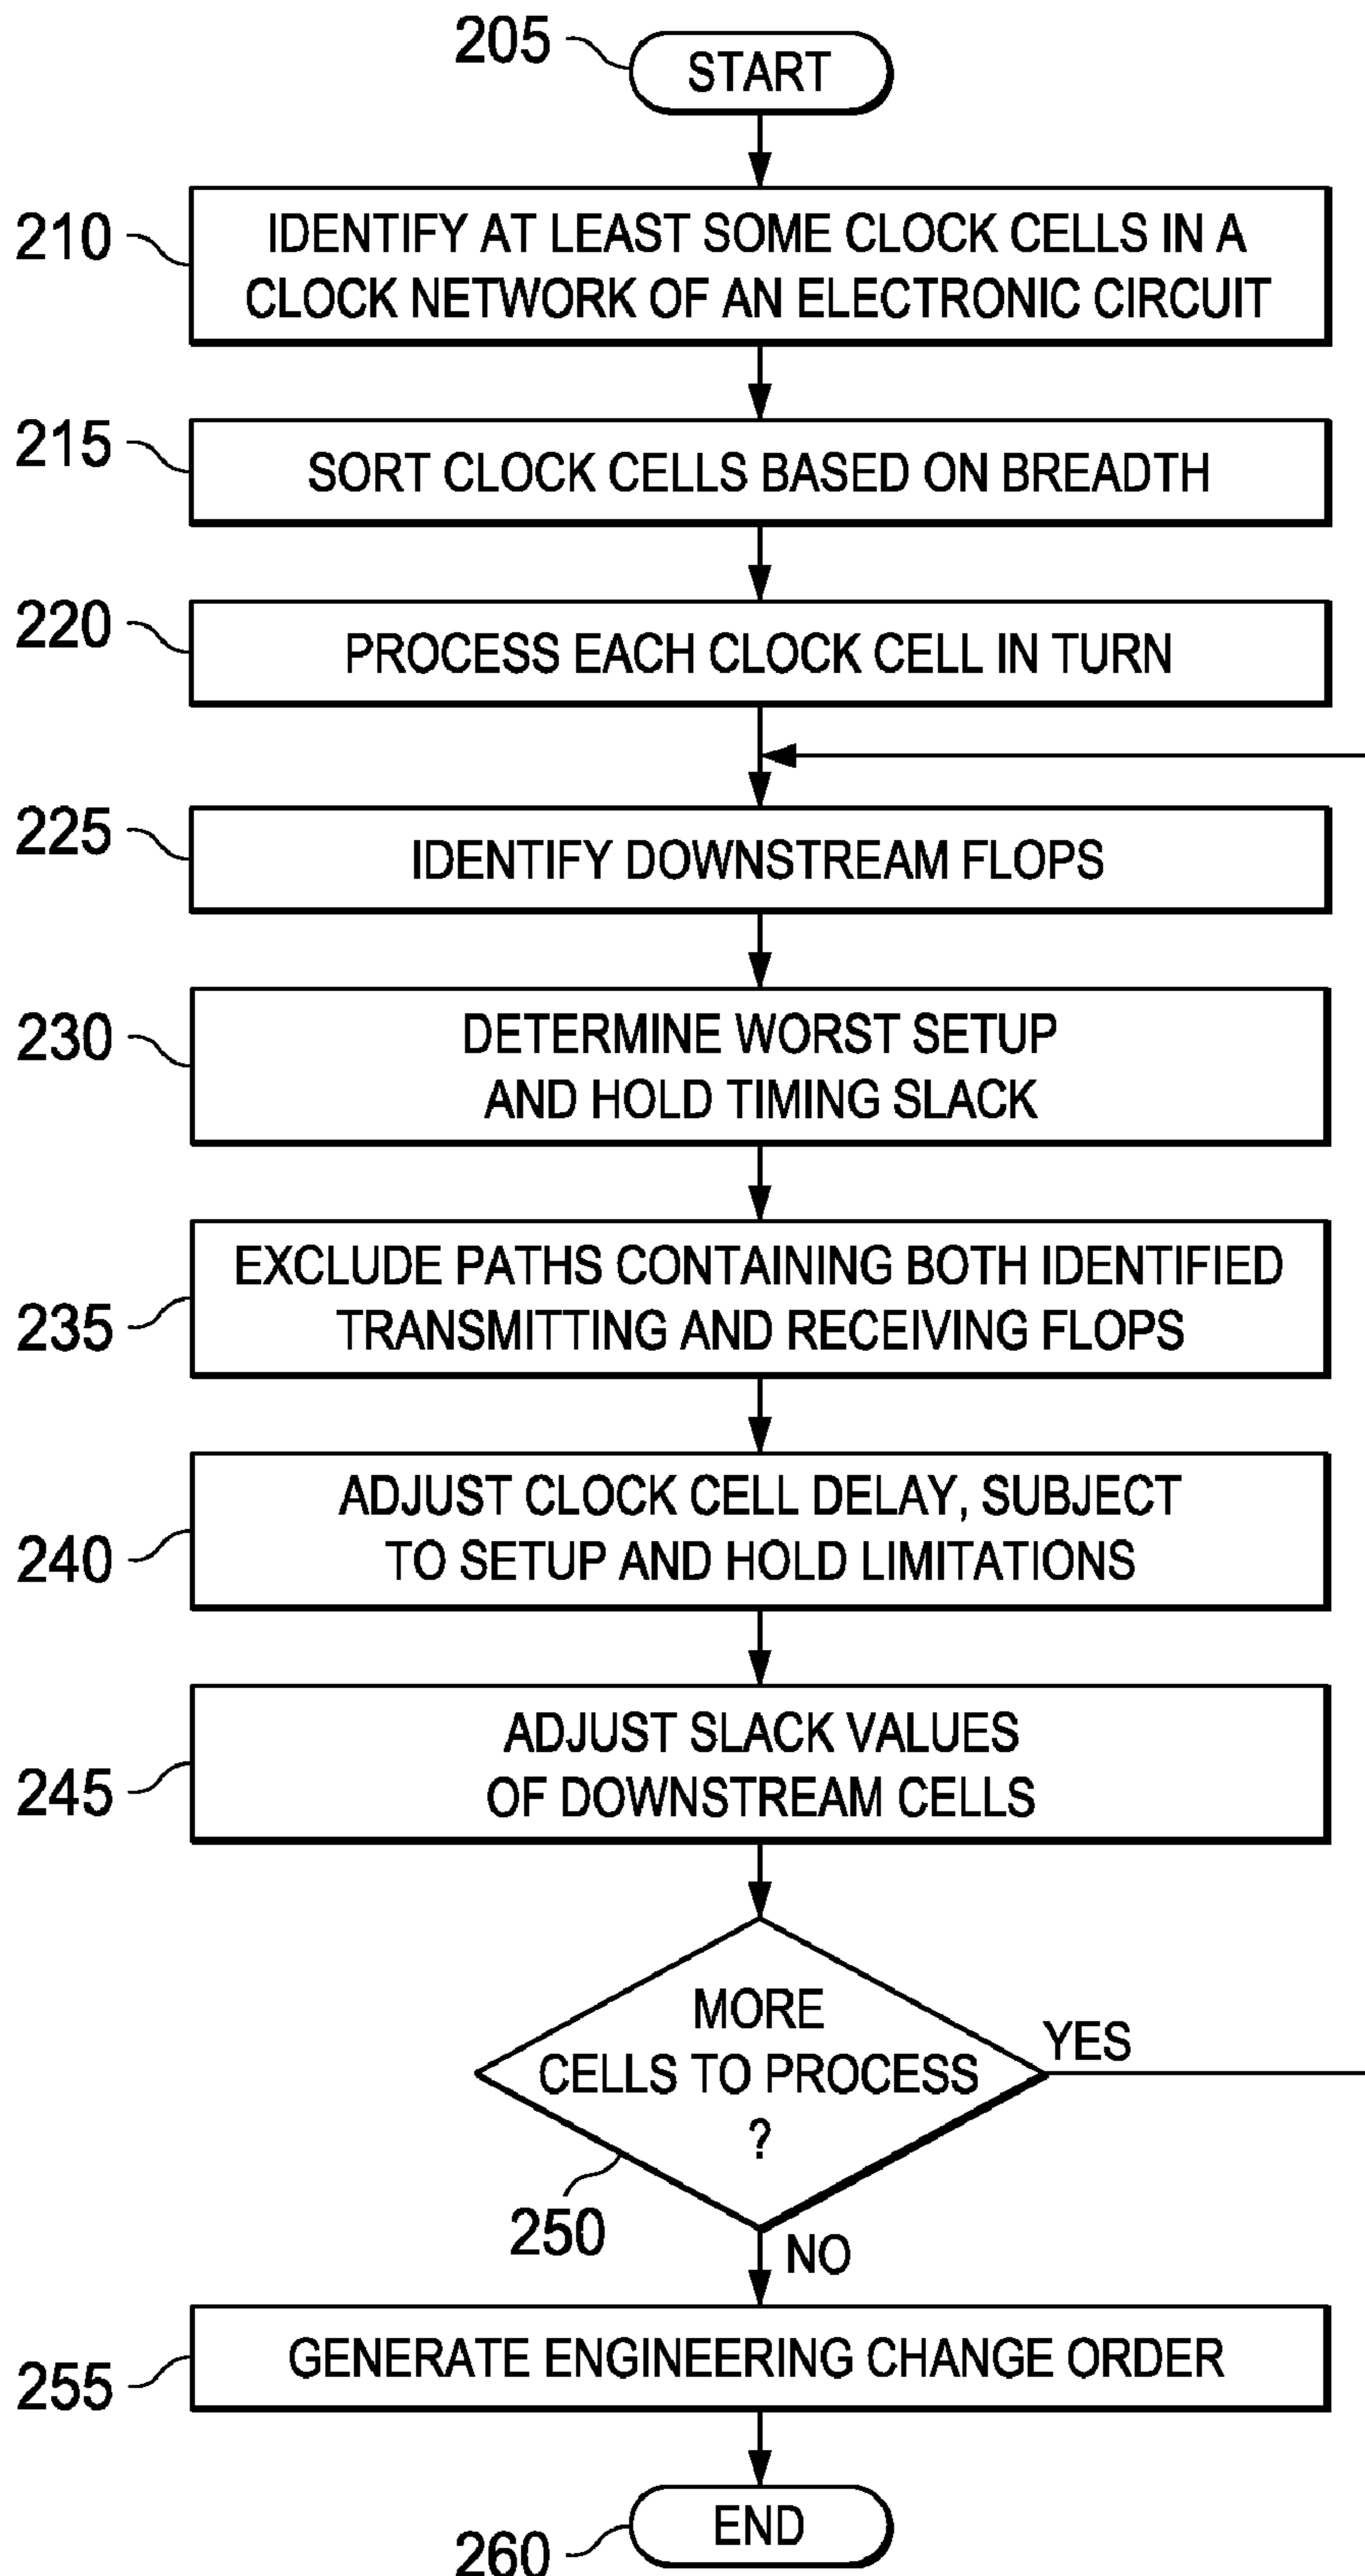 205
START
210
IDENTIFY AT LEAST SOME CLOCK CELLS IN A
CLOCK NETWORK OF AN ELECTRONIC CIRCUIT
215
SORT CLOCK CELLS BASED ON BREADTH
220
PROCESS EACH CLOCK CELL IN TURN
225
IDENTIFY DOWNSTREAM FLOPS
230
DETERMINE WORST SETUP
AND HOLD TIMING SLACK
235
EXCLUDE PATHS CONTAINING BOTH IDENTIFIED
TRANSMITTING AND RECEIVING FLOPS
240
ADJUST CLOCK CELL DELAY, SUBJECT
TO SETUP AND HOLD LIMITATIONS
245
ADJUST SLACK VALUES
OF DOWNSTREAM CELLS
MORE
CELLS TO PROCESS
?
YES
250
NO
255
GENERATE ENGINEERING CHANGE ORDER
260
END